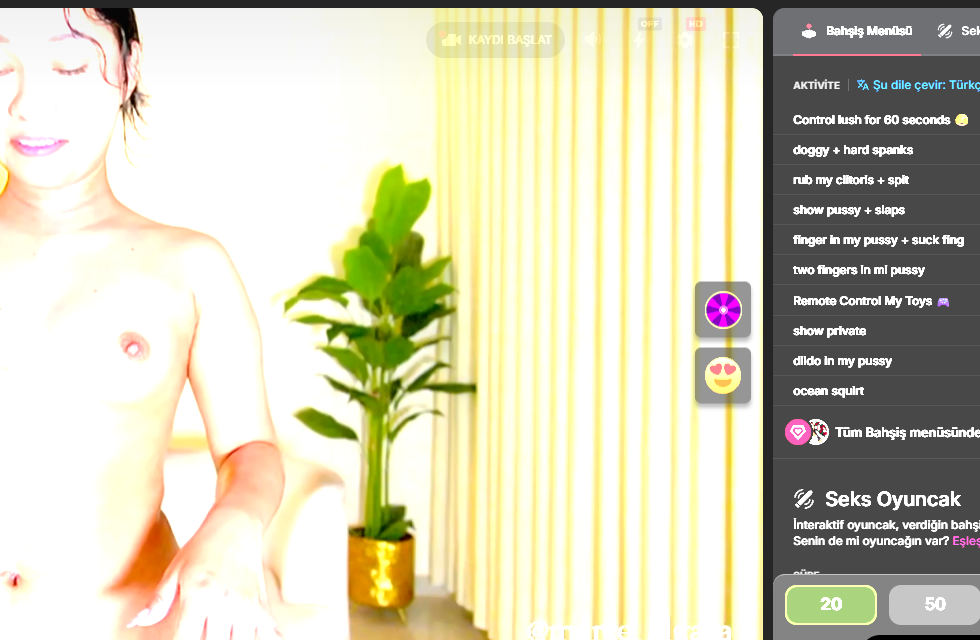 KAYDI BAŞLAT
OFF
HD
Bahşiş Menüsü
AKTİVİTE
Şu dile çevir:
Control lush for 60 seconds
doggy + hard spanks
rub my clitoris + spit
show pussy + slaps
finger in my pussy + suck fing
two fingers in mi pussy
Remote Control My Toys
show private
dildo in my pussy
ocean squirt
Tüm Bahşiş menüsünde
Seks Oyuncak
İnteraktif oyuncak, verdiğin
Senin de mi oyuncağın var?
20
50